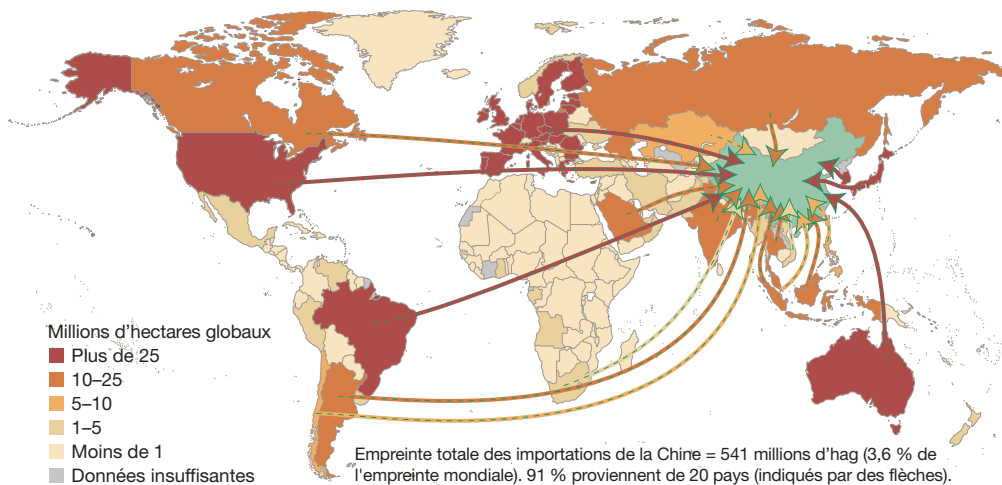 Millions d'hectares globaux
Plus de 25
10–25
5–10
1–5
Moins de 1
Données insuffisantes
Empreinte totale des importations de la Chine = 541 millions d'hag (3,6 % de
l'empreinte mondiale). 91 % proviennent de 20 pays (indiqués par des flèches).